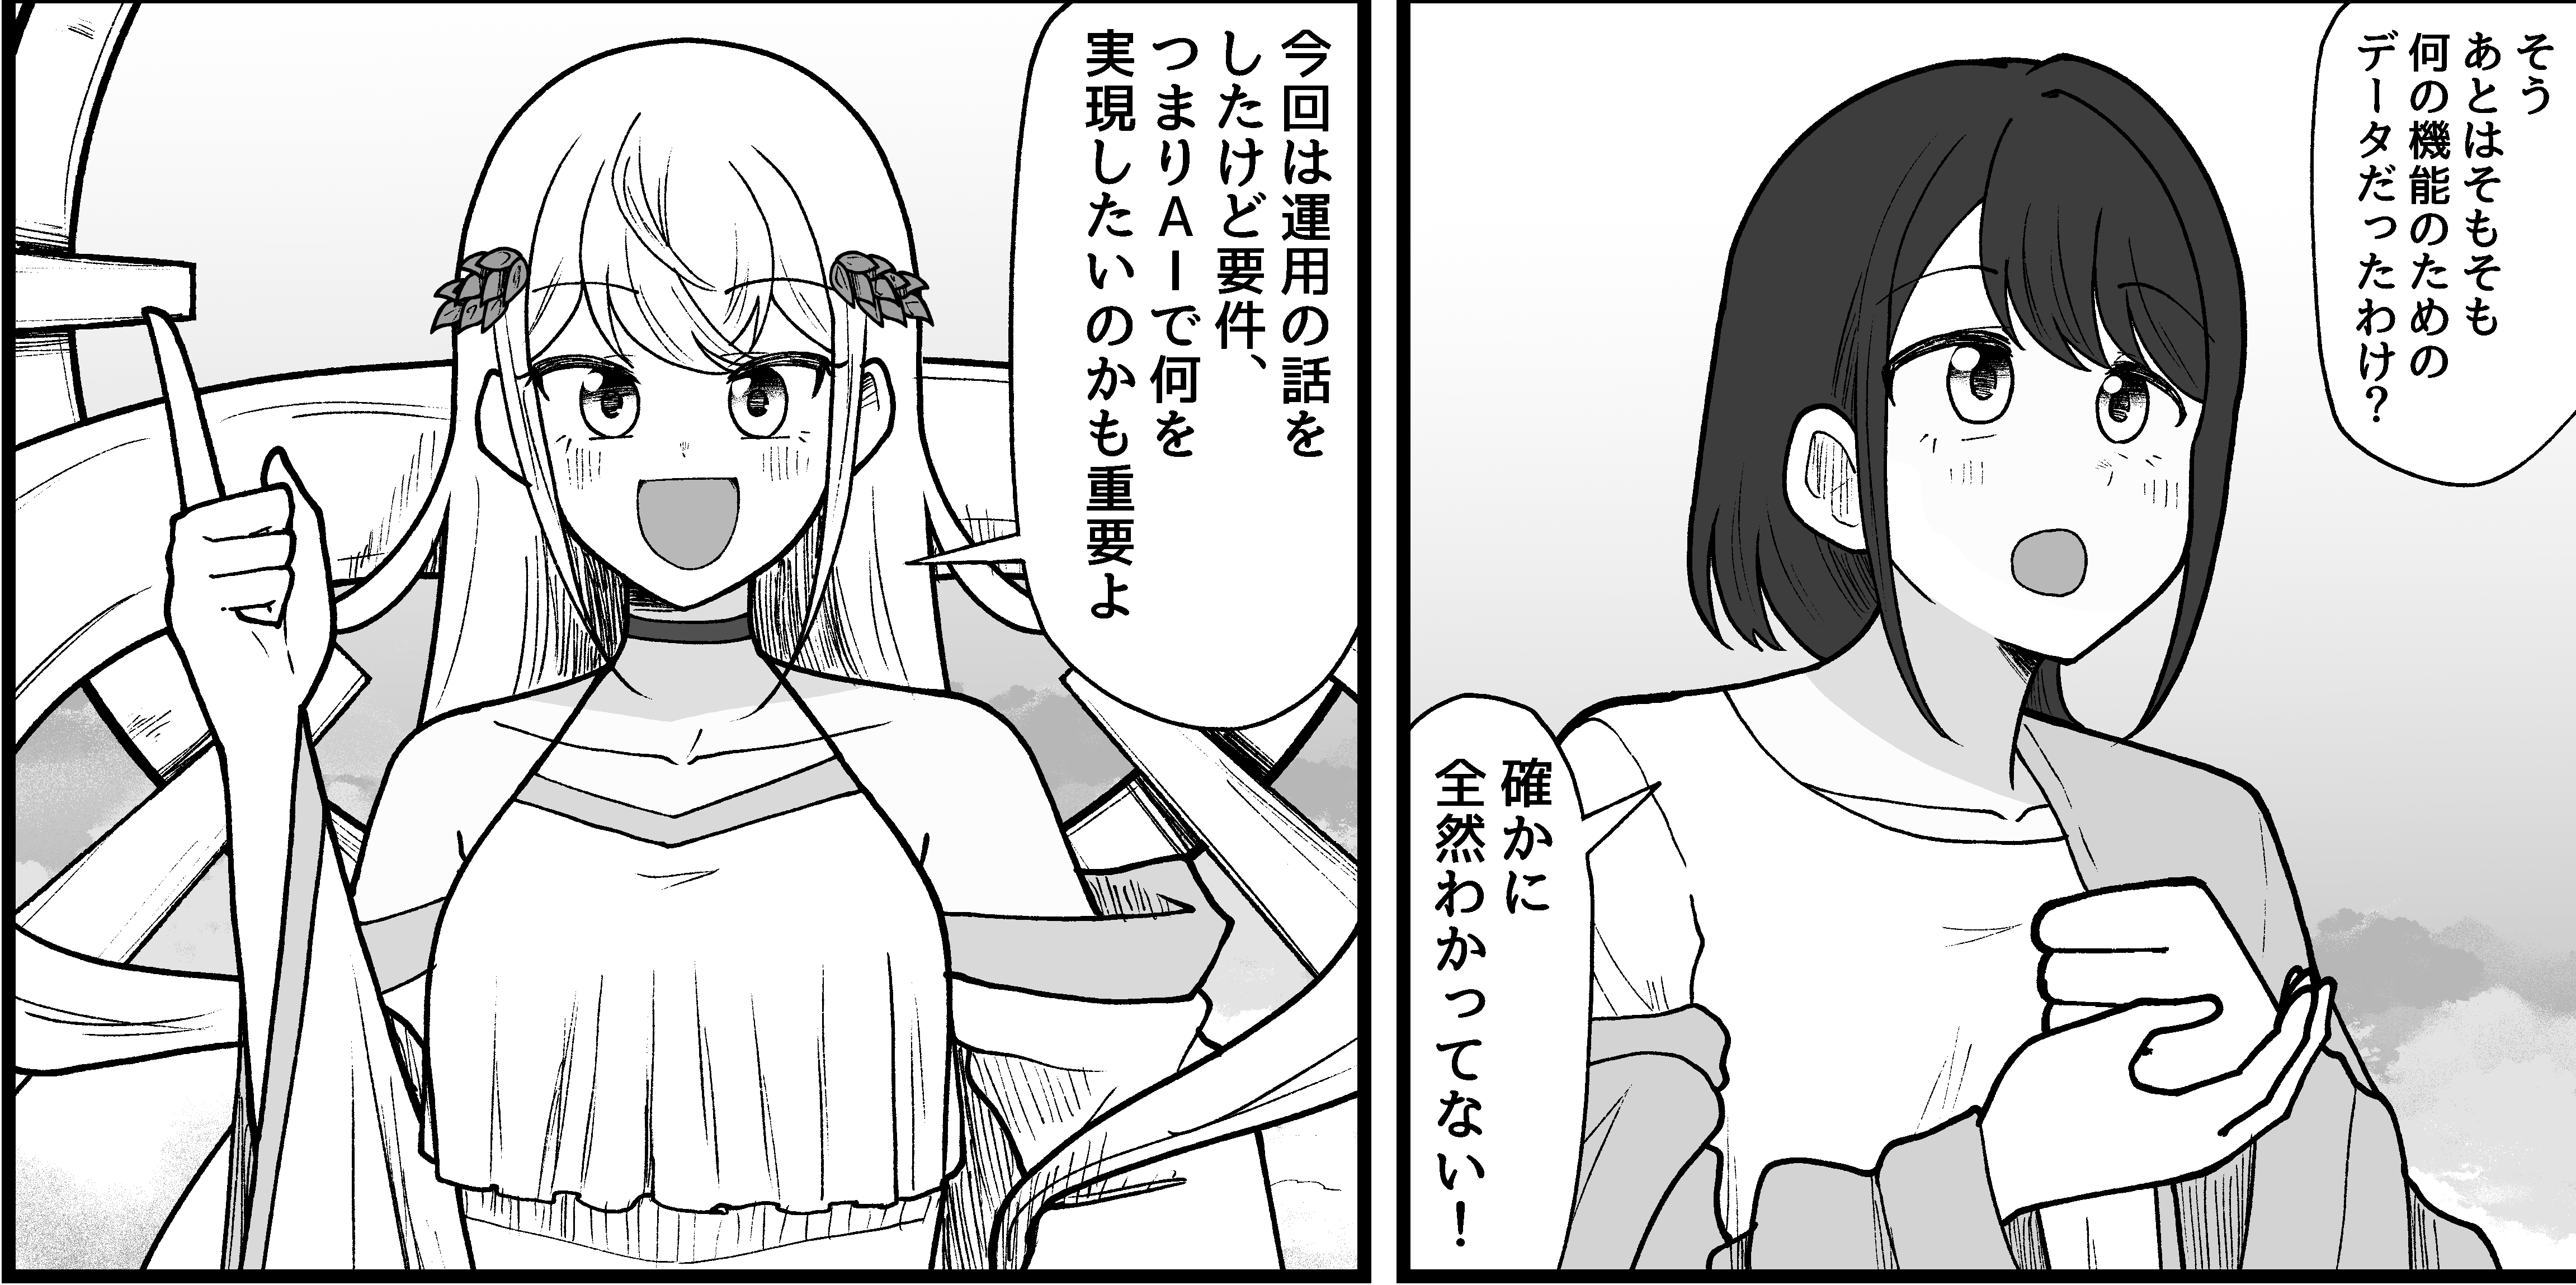 そう
あとはそもそも
何の機能のための
データだったわけ？
確かに
全然わかってない！
今回は運用の話を
したけど要件、
つまりAIで何を
実現したいのかも重要よ